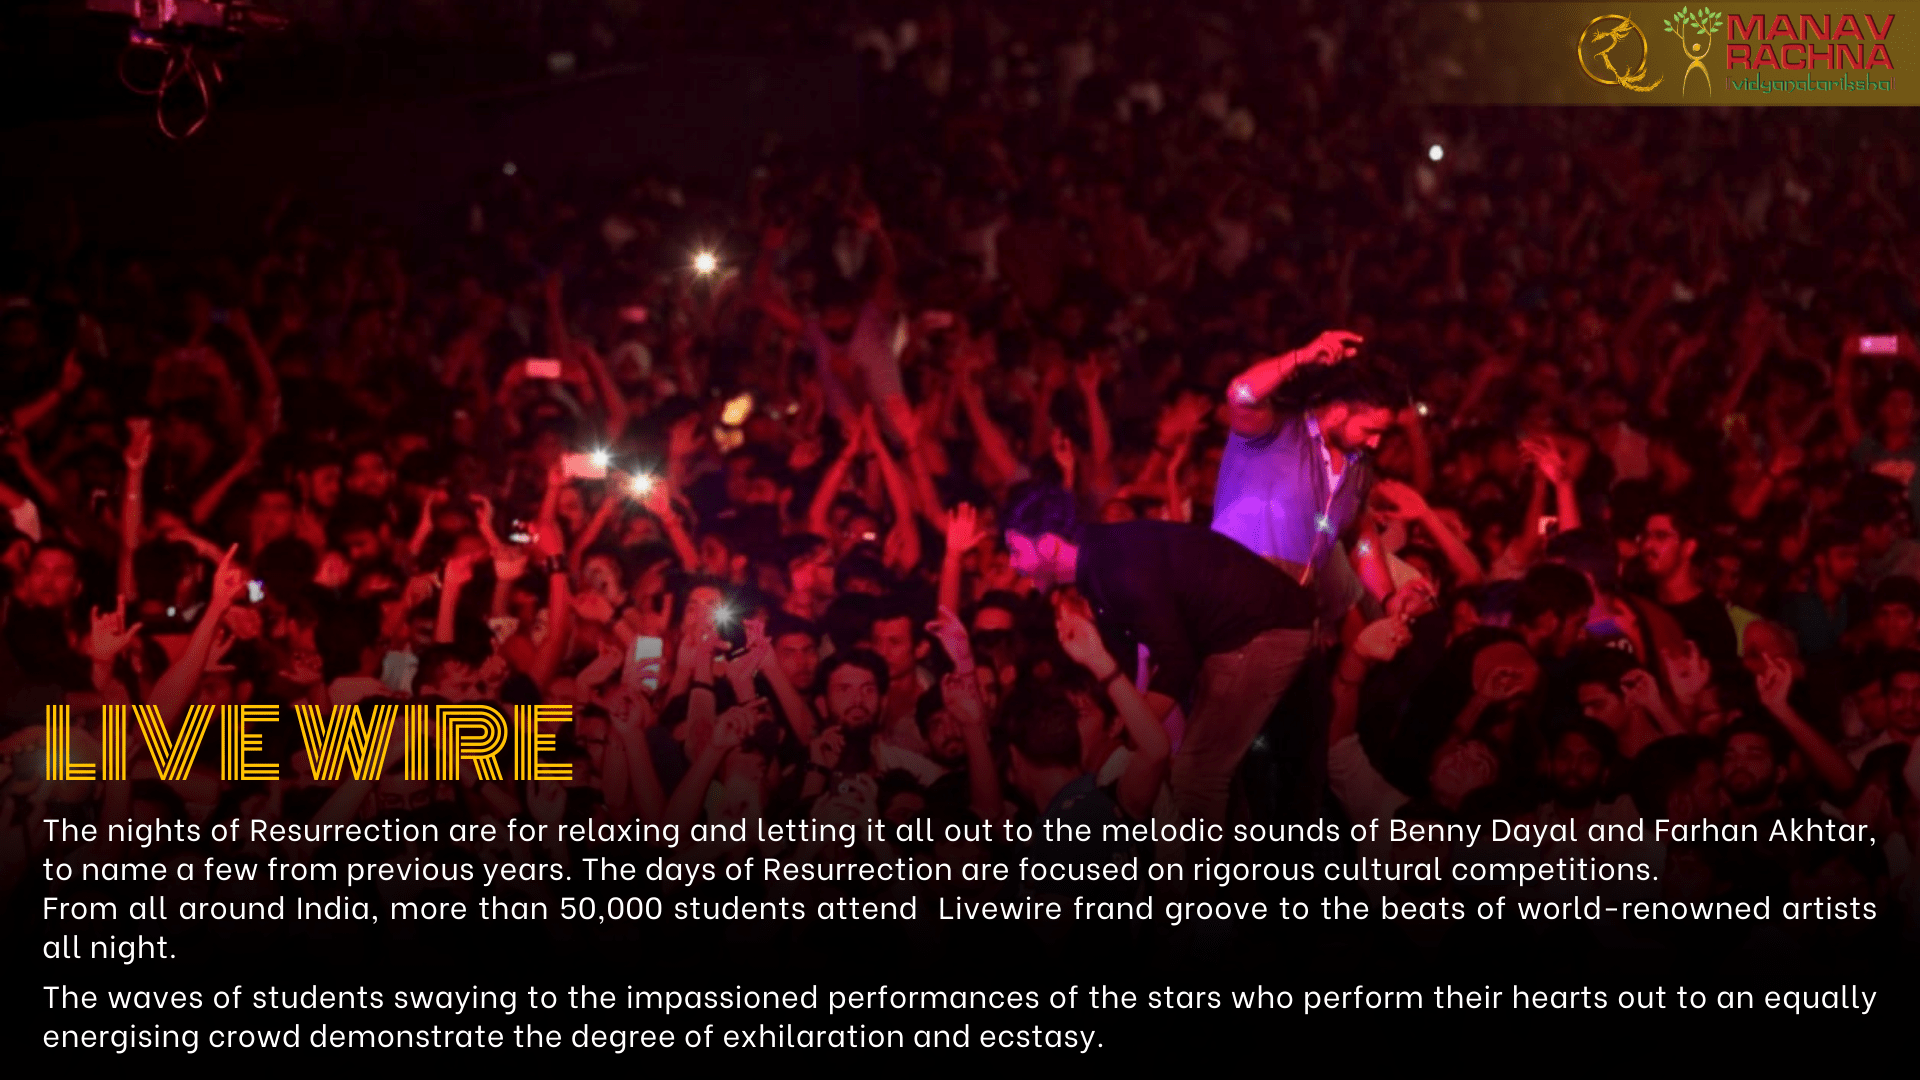 MANAV
RACHNA
vidyanatariksha
LIVE WIRE
The nights of Resurrection are for relaxing and letting it all out to the melodic sounds of Benny Dayal and Farhan Akhtar,
to name a few from previous years. The days of Resurrection are focused on rigorous cultural competitions.
From all around India, more than 50,000 students attend Livewire frand groove to the beats of world-renowned artists
all night.
The waves of students swaying to the impassioned performances of the stars who perform their hearts out to an equally
energising crowd demonstrate the degree of exhilaration and ecstasy.